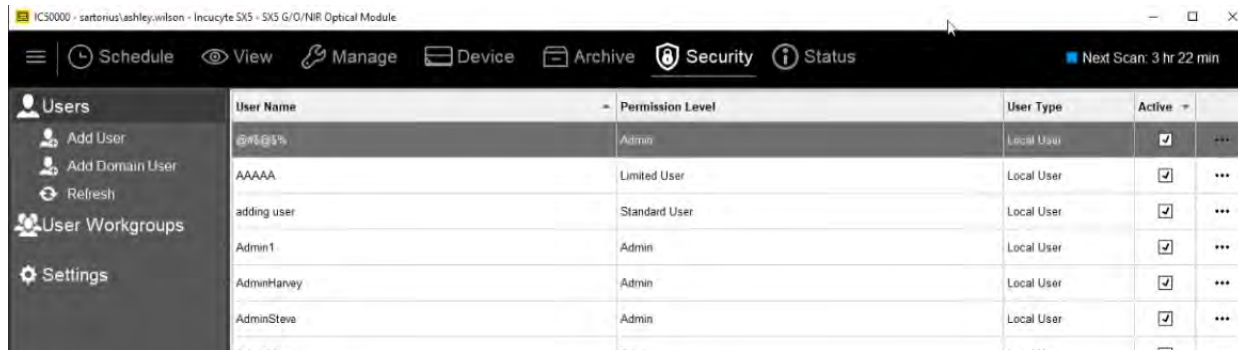 IC50000 - sartorius\ashley.wilson - Incucyte SX5 - SX5 G/O/NIR Optical Module
Schedule View Manage Device Archive Security Status Next Scan: 3 hr 22 min
Users
Add User
Add Domain User
Refresh
User Workgroups
Settings
User Name Permission Level User Type Active
@#$@$% Admin Local User
AAAAA Limited User Local User
adding user Standard User Local User
Admin1 Admin Local User
AdminHarvey Admin Local User
AdminSteve Admin Local User